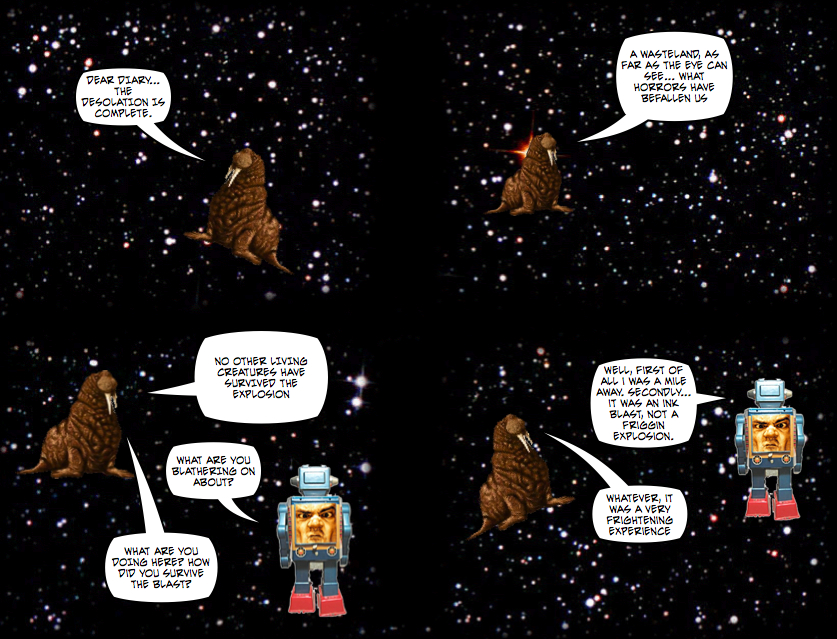 DEAR DIARY...
THE
DESOLATION IS
COMPLETE.
A WASTELAND, AS
FAR AS THE EYE CAN
SEE... WHAT
HORRORS HAVE
BEFALLEN US
NO OTHER LIVING
CREATURES HAVE
SURVIVED THE
EXPLOSION
WHAT ARE YOU
BLATHERING ON
ABOUT?
WHAT ARE YOU
DOING HERE? HOW
DID YOU SURVIVE
THE BLAST?
WELL, FIRST OF
ALL I WAS A MILE
AWAY. SECONDLY...
IT WAS AN INK
BLAST, NOT A
FRIGGIN
EXPLOSION.
WHATEVER, IT
WAS A VERY
FRIGHTENING
EXPERIENCE